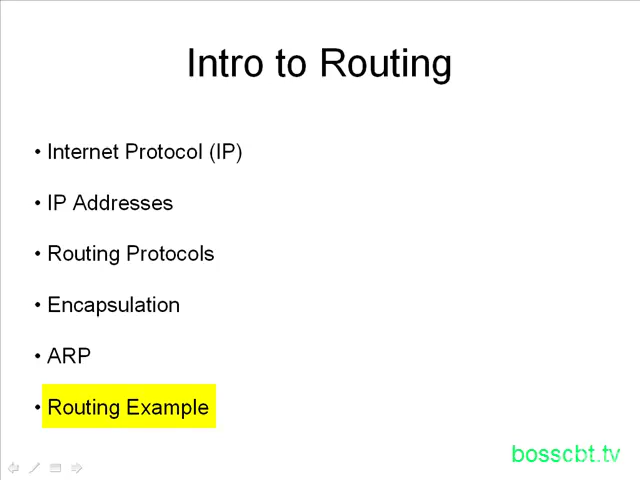 Intro to Routing
• Internet Protocol (IP)
• IP Addresses
• Routing Protocols
• Encapsulation
• ARP
• Routing Example
bosscbt.tv